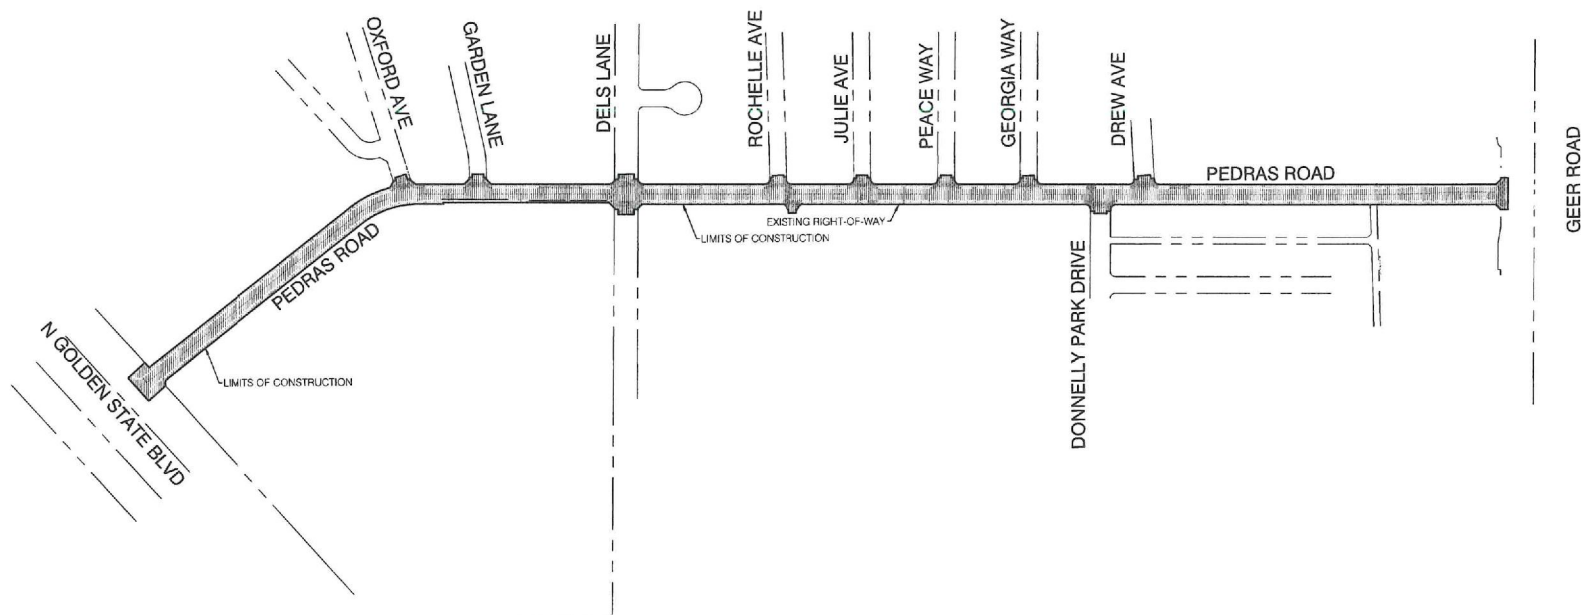 OXFORD AVE
GARDEN LANE
DELS LANE
ROCHELLE AVE
JULIE AVE
PEACE WAY
GEORGIA WAY
DREW AVE
PEDRAS ROAD
GEER ROAD
EXISTING RIGHT-OF-WAY
LIMITS OF CONSTRUCTION
PEDRAS ROAD
DONNELLY PARK DRIVE
N GOLDEN STATE BLVD
LIMITS OF CONSTRUCTION